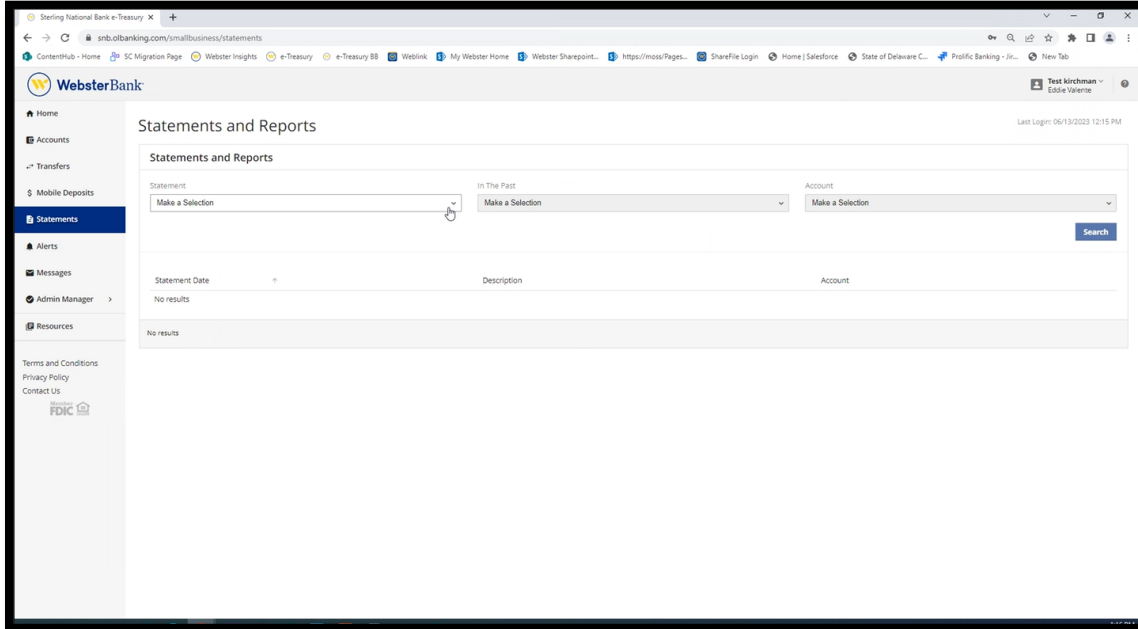 Sterling National Bank e-Treasury
snb.olbanking.com/smallbusiness/statements
ContentHub - Home SC Migration Page Webster Insights e-Treasury e-Treasury BB Weblink My Webster Home Webster Sharepoint... https://moss/Pages... ShareFile Login Home | Salesforce State of Delaware C... Prolific Banking - Jir... New Tab
WebsterBank
Test kirchman
Eddie Valente
Home
Accounts
Transfers
Mobile Deposits
Statements
Alerts
Messages
Admin Manager
Resources
Terms and Conditions
Privacy Policy
Contact Us
Member
FDIC
Statements and Reports
Last Login: 06/13/2023 12:15 PM
Statements and Reports
Statement In The Past Account
Make a Selection Make a Selection Make a Selection
Search
Statement Date Description Account
No results
No results